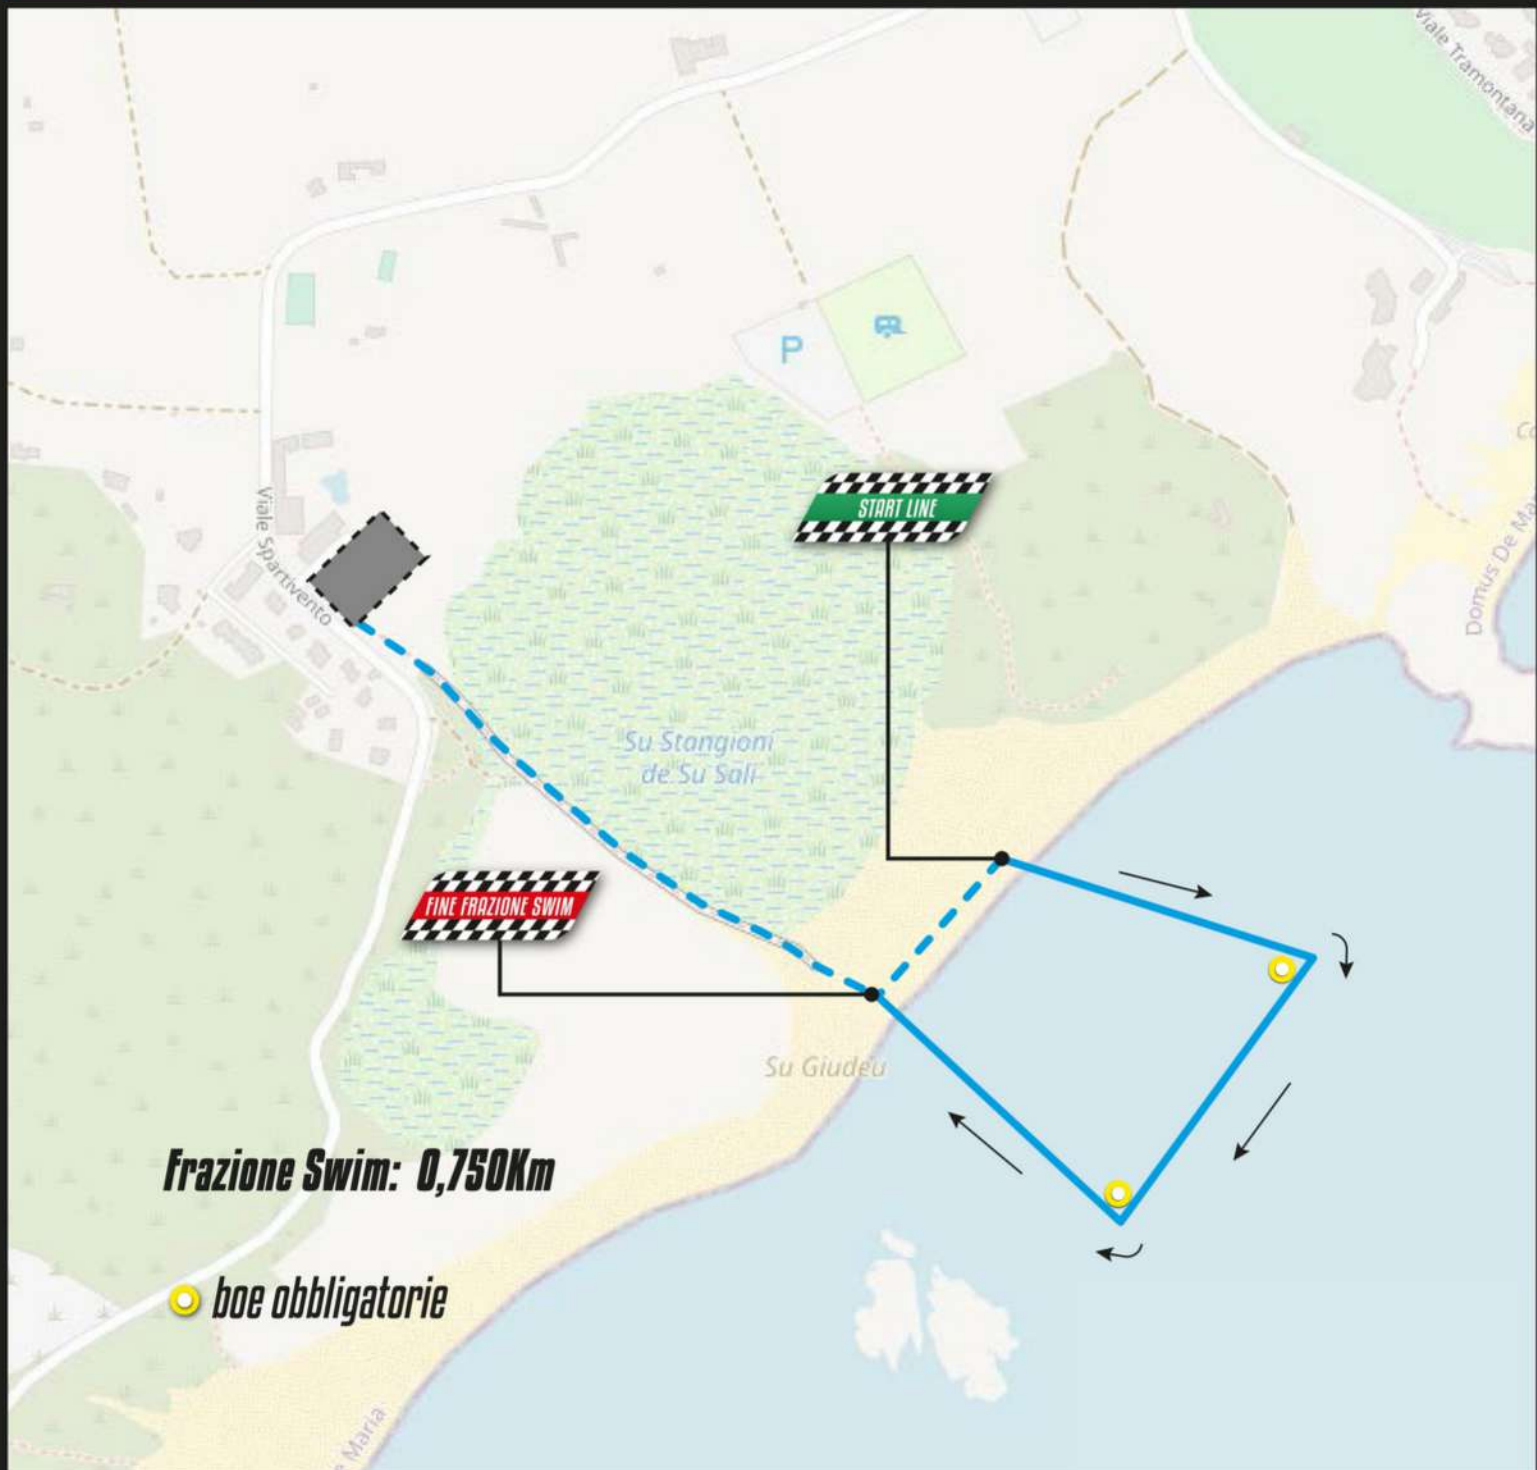 Viale Tramontana
P
START LINE
Viale Spartivento
Domus De Ma
Su Stangioni
de Su Sali
FINE FRAZIONE SWIM
Su Giudeu
Frazione Swim: 0,750Km
boe obbligatorie
Maria